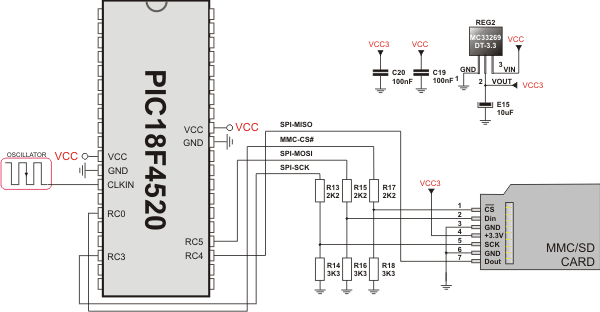 REG2
MC33269
DT-3.3
VCC3
VCC
VCC
GND
3
VIN
1
2
VOUT
VCC3
C20
100nF
C19
100nF
E15
10uF
PIC18F4520
SPI-MISO
MMC-CS#
SPI-MOSI
SPI-SCK
VCC
VCC
GND
OSCILLATOR
VCC
VCC
GND
CLKIN
RC0
RC3
RC5
RC4
R13
2K2
R15
2K2
R17
2K2
R14
3K3
R16
3K3
R18
3K3
VCC3
1 CS
2 Din
3 GND
4 +3.3V
5 SCK
6 GND
7 Dout
MMC/SD
CARD